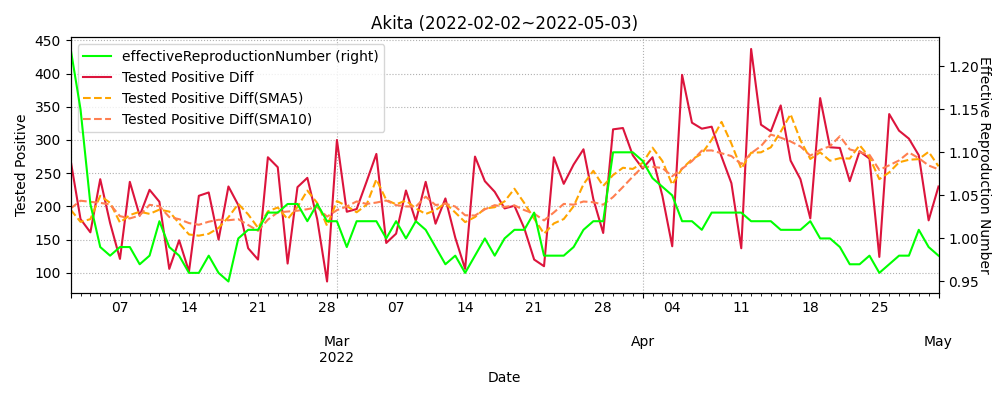 Akita (2022-02-02~2022-05-03)
effectiveReproductionNumber (right)
Tested Positive Diff
Tested Positive Diff(SMA5)
Tested Positive Diff(SMA10)
Tested Positive
450
400
350
300
250
200
150
100
1.20
1.15
1.10
1.05
1.00
0.95
Effective Reproduction Number
07 14 21 28 07 14 21 28 04 11 18 25
Mar Apr May
2022
Date